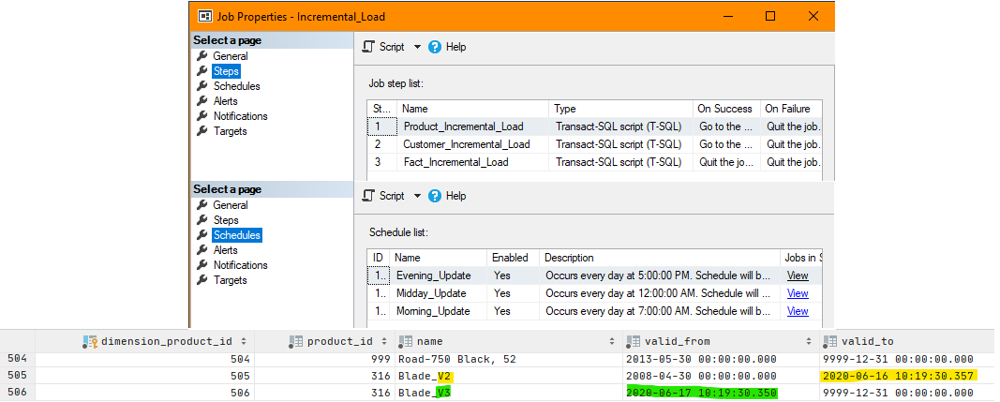 Job Properties - Incremental_Load
Select a page
General
Steps
Schedules
Alerts
Notifications
Targets
Script Help
Job step list:
St... Name Type On Success On Failure
1 Product_Incremental_Load Transact-SQL script (T-SQL) Go to the ... Quit the job.
2 Customer_Incremental_Load Transact-SQL script (T-SQL) Go to the ... Quit the job.
3 Fact_Incremental_Load Transact-SQL script (T-SQL) Quit the jo... Quit the job.
Select a page
General
Steps
Schedules
Alerts
Notifications
Targets
Script Help
Schedule list:
ID Name Enabled Description Jobs in S
1.. Evening_Update Yes Occurs every day at 5:00:00 PM. Schedule will b... View
1.. Midday_Update Yes Occurs every day at 12:00:00 AM. Schedule will b... View
1.. Morning_Update Yes Occurs every day at 7:00:00 AM. Schedule will b... View
dimension_product_id product_id name valid_from valid_to
504 504 999 Road-750 Black, 52 2013-05-30 00:00:00.000 9999-12-31 00:00:00.000
505 505 316 Blade_V2 2008-04-30 00:00:00.000 2020-06-16 10:19:30.357
506 506 316 Blade_V3 2020-06-17 10:19:30.350 9999-12-31 00:00:00.000